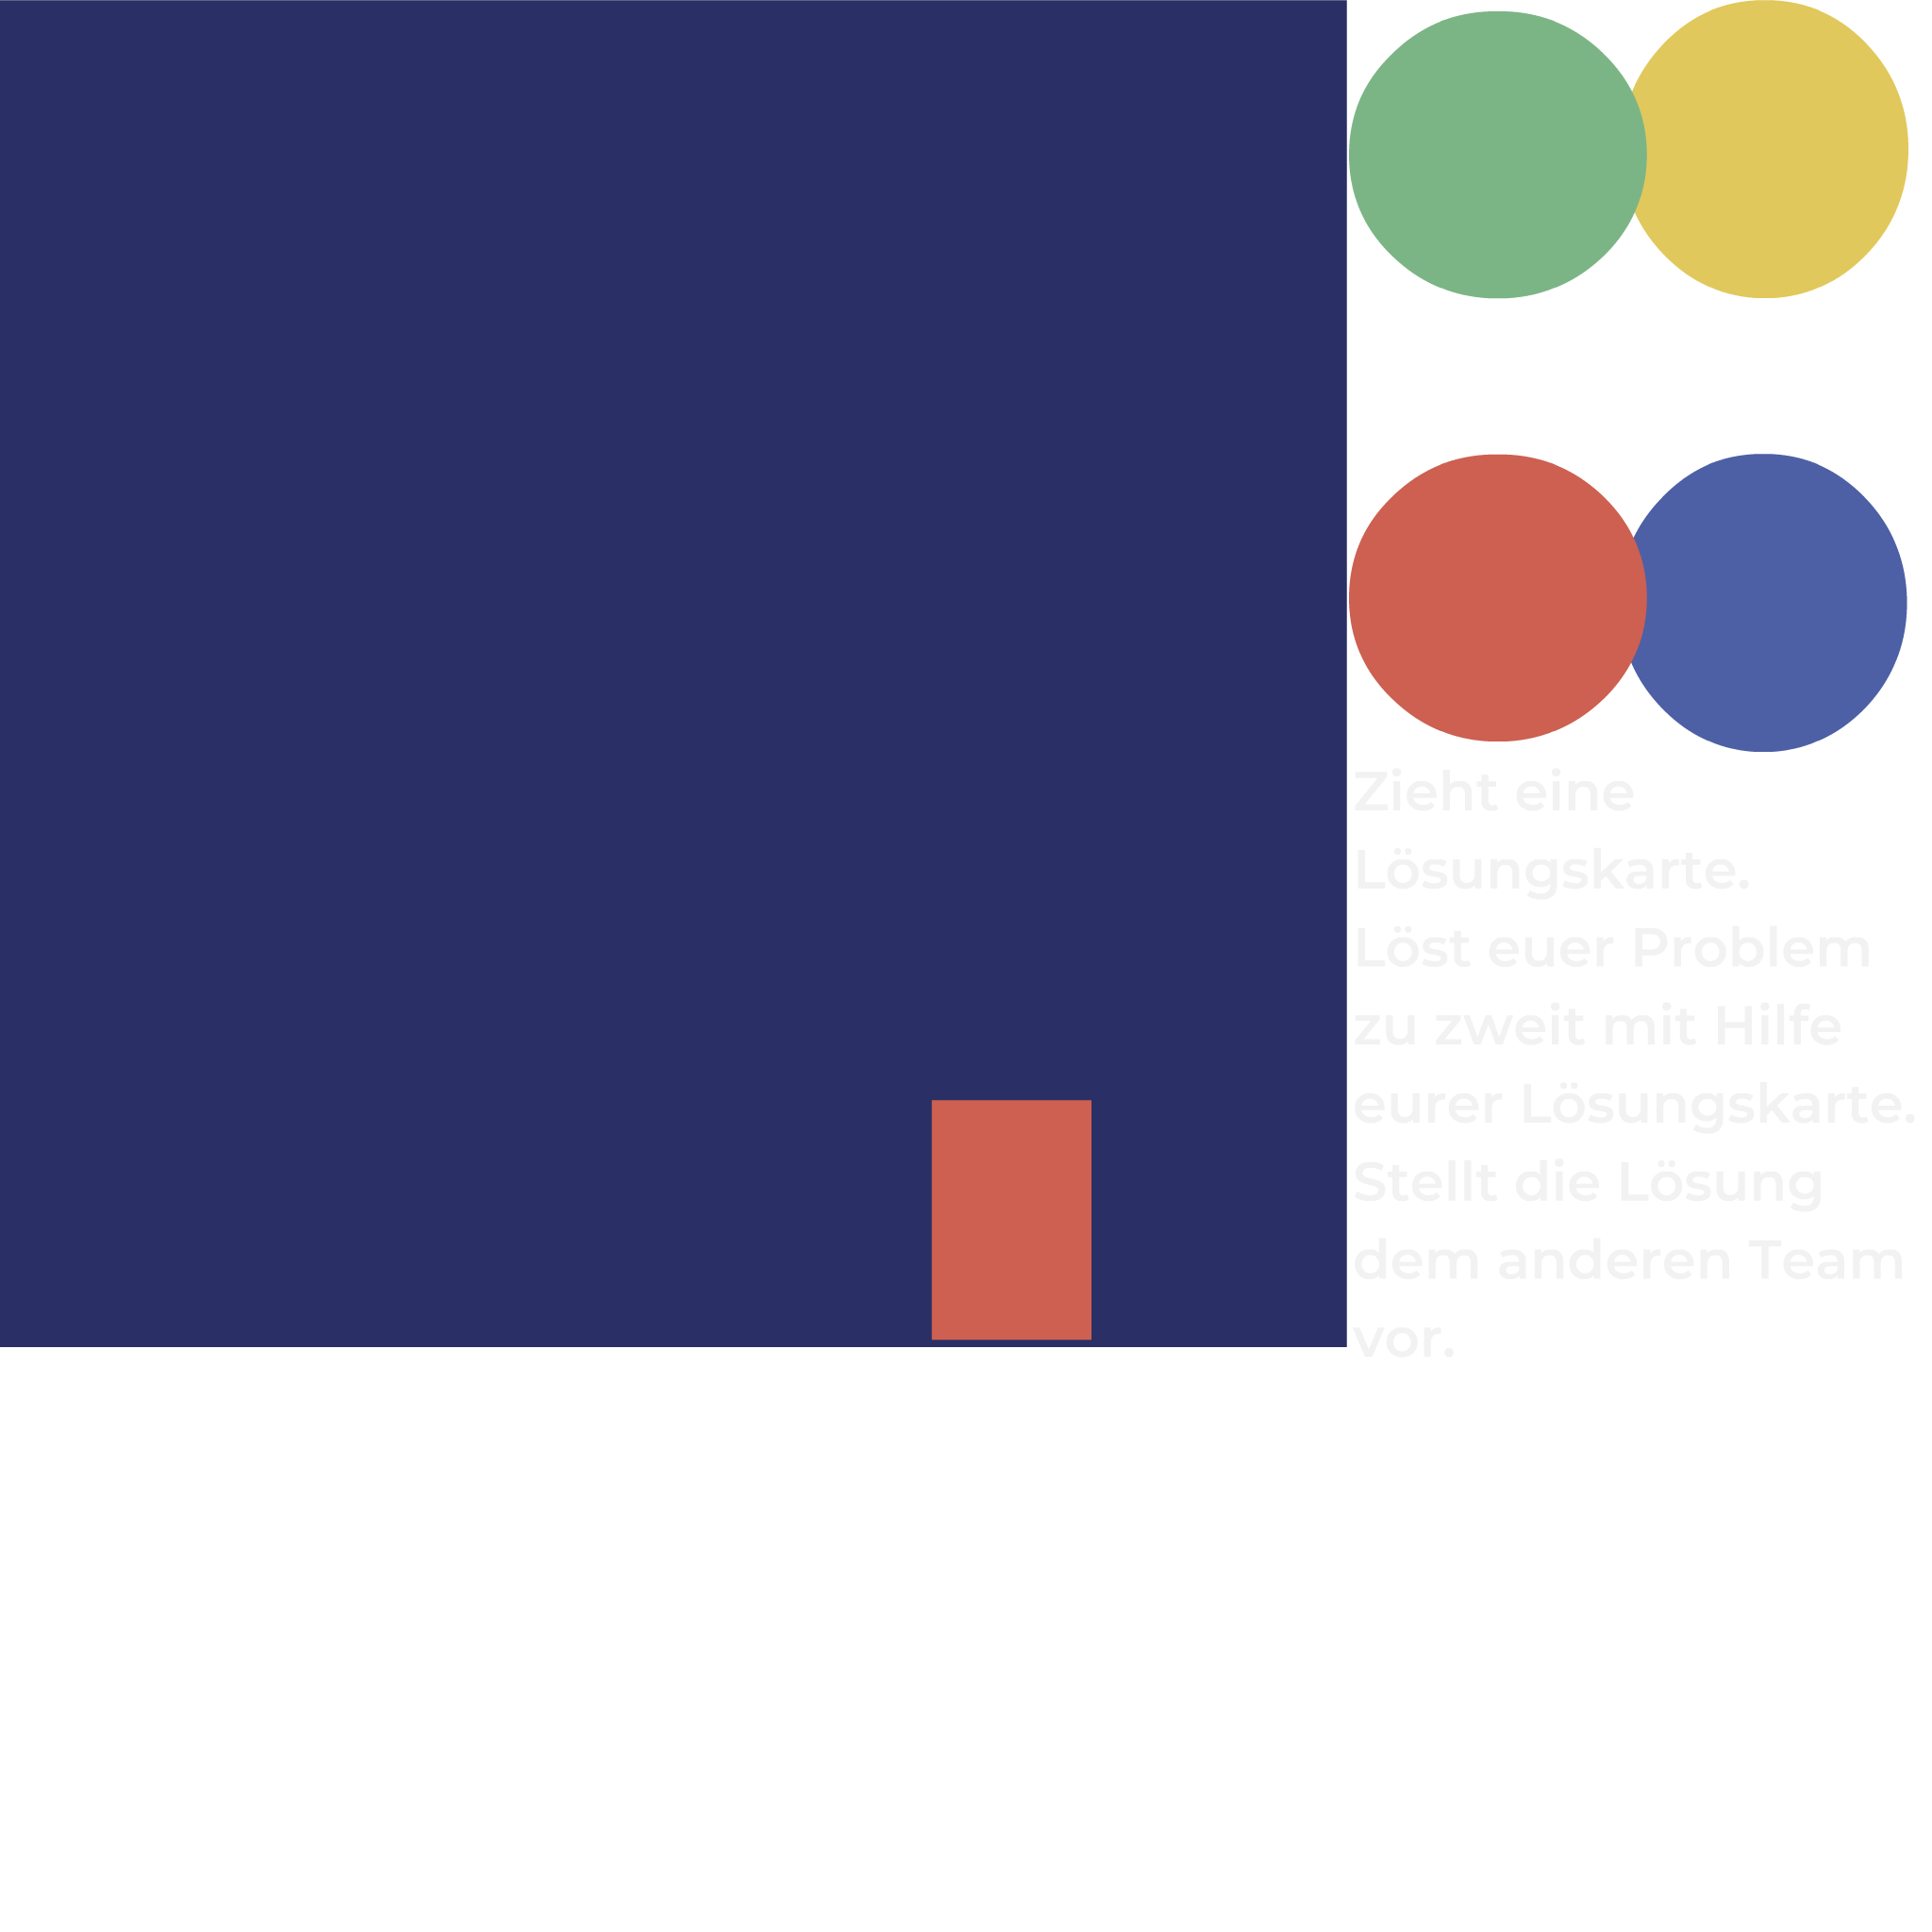 Zieht eine
Lösungskarte.
Löst euer Problem
zu zweit mit Hilfe
eurer Lösungskarte.
Stellt die Lösung
dem anderen Team
vor.